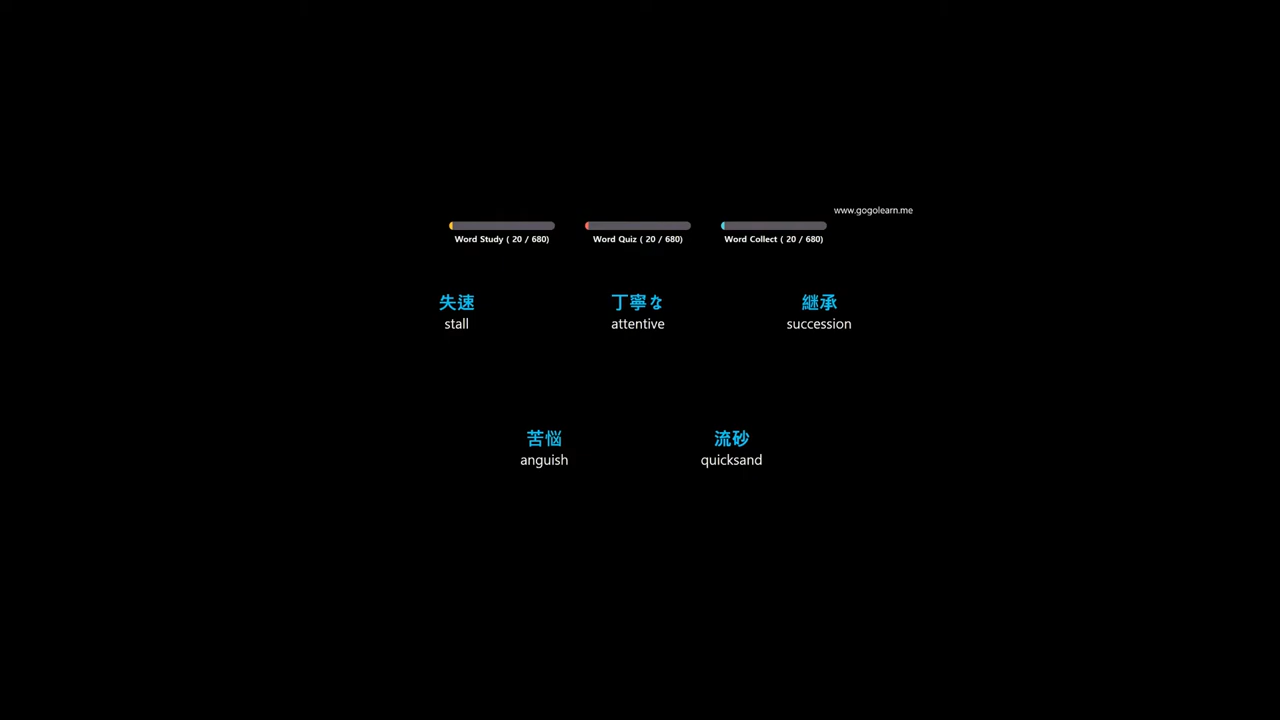 www.gogolearn.me
Word Study ( 20 / 680)
Word Quiz ( 20 / 680)
Word Collect ( 20 / 680)
失速
stall
丁寧な
attentive
継承
succession
苦悩
anguish
流砂
quicksand